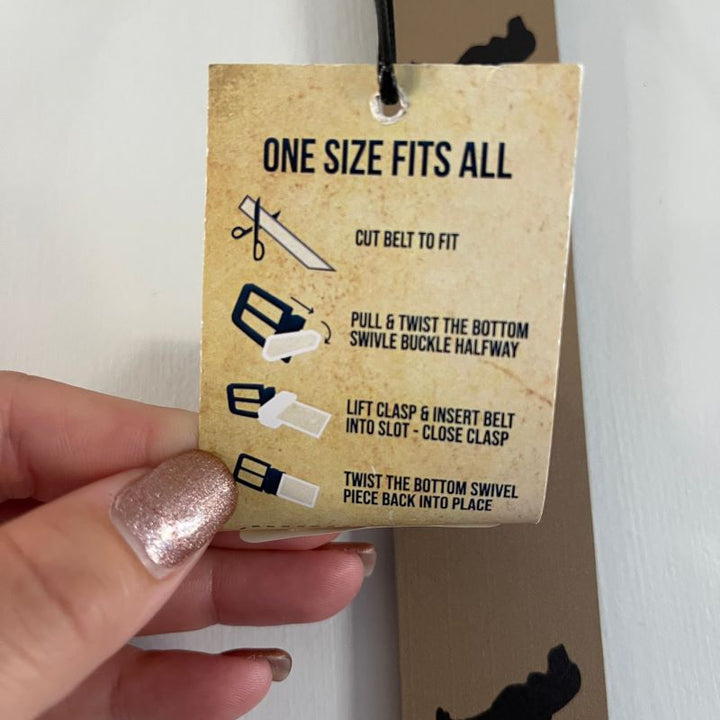 ONE SIZE FITS ALL
CUT BELT TO FIT
PULL & TWIST THE BOTTOM
SWIVLE BUCKLE HALFWAY
LIFT CLASP & INSERT BELT
INTO SLOT - CLOSE CLASP
TWIST THE BOTTOM SWIVEL
PIECE BACK INTO PLACE